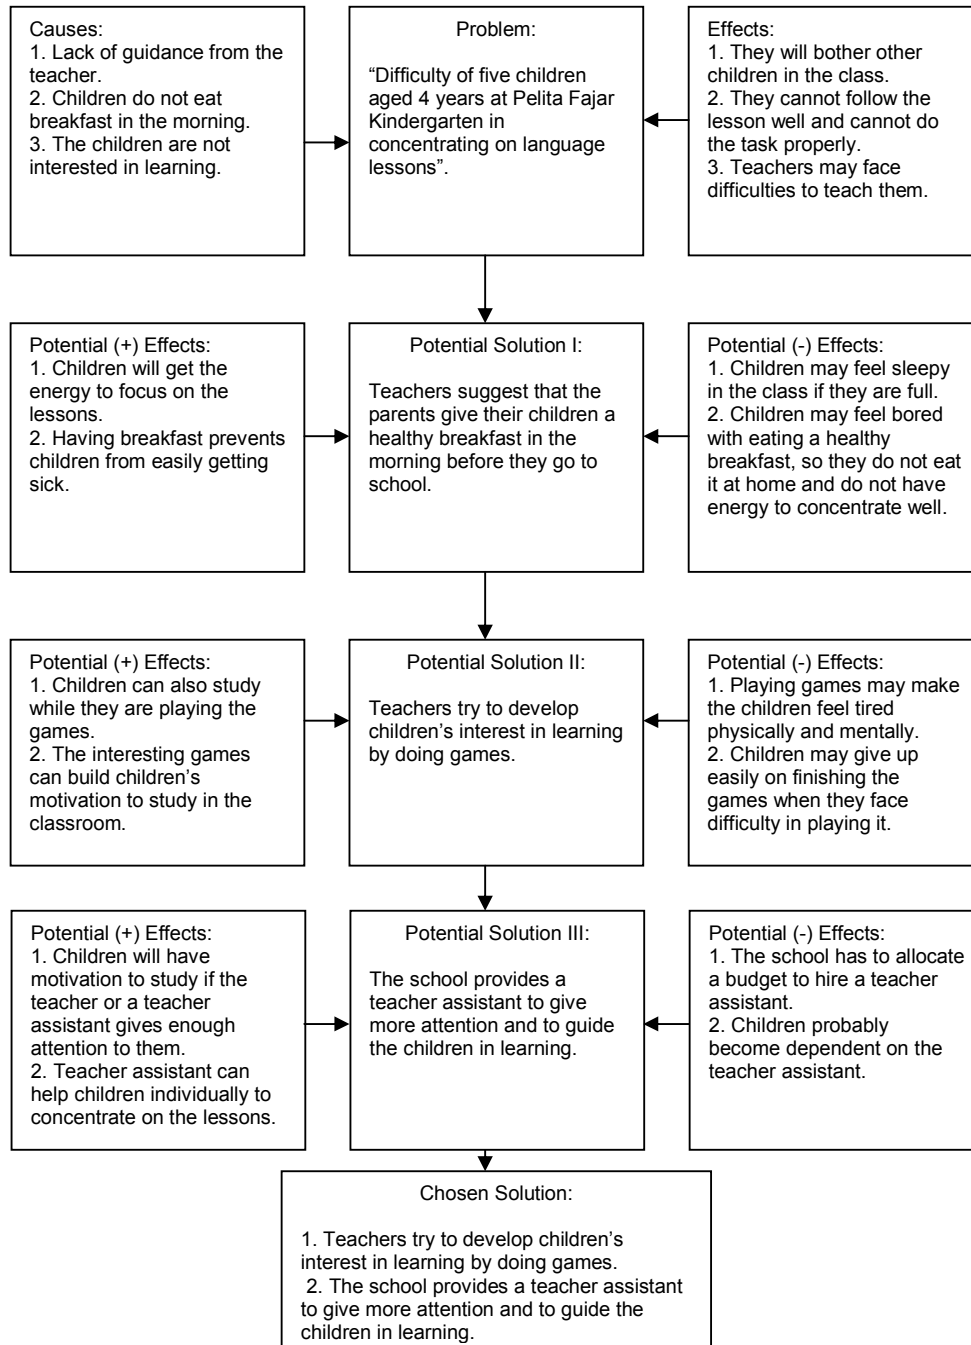 Causes:
1. Lack of guidance from the
teacher.
2. Children do not eat
breakfast in the morning.
3. The children are not
interested in learning.
Problem:
“Difficulty of five children
aged 4 years at Pelita Fajar
Kindergarten in
concentrating on language
lessons”.
Effects:
1. They will bother other
children in the class.
2. They cannot follow the
lesson well and cannot do
the task properly.
3. Teachers may face
difficulties to teach them.
Potential (+) Effects:
1. Children will get the
energy to focus on the
lessons.
2. Having breakfast prevents
children from easily getting
sick.
Potential Solution I:
Teachers suggest that the
parents give their children a
healthy breakfast in the
morning before they go to
school.
Potential (-) Effects:
1. Children may feel sleepy
in the class if they are full.
2. Children may feel bored
with eating a healthy
breakfast, so they do not eat
it at home and do not have
energy to concentrate well.
Potential (+) Effects:
1. Children can also study
while they are playing the
games.
2. The interesting games
can build children’s
motivation to study in the
classroom.
Potential Solution II:
Teachers try to develop
children’s interest in learning
by doing games.
Potential (-) Effects:
1. Playing games may make
the children feel tired
physically and mentally.
2. Children may give up
easily on finishing the
games when they face
difficulty in playing it.
Potential (+) Effects:
1. Children will have
motivation to study if the
teacher or a teacher
assistant gives enough
attention to them.
2. Teacher assistant can
help children individually to
concentrate on the lessons.
Potential Solution III:
The school provides a
teacher assistant to give
more attention and to guide
the children in learning.
Potential (-) Effects:
1. The school has to allocate
a budget to hire a teacher
assistant.
2. Children probably
become dependent on the
teacher assistant.
Chosen Solution:
1. Teachers try to develop children’s
interest in learning by doing games.
2. The school provides a teacher assistant
to give more attention and to guide the
children in learning.